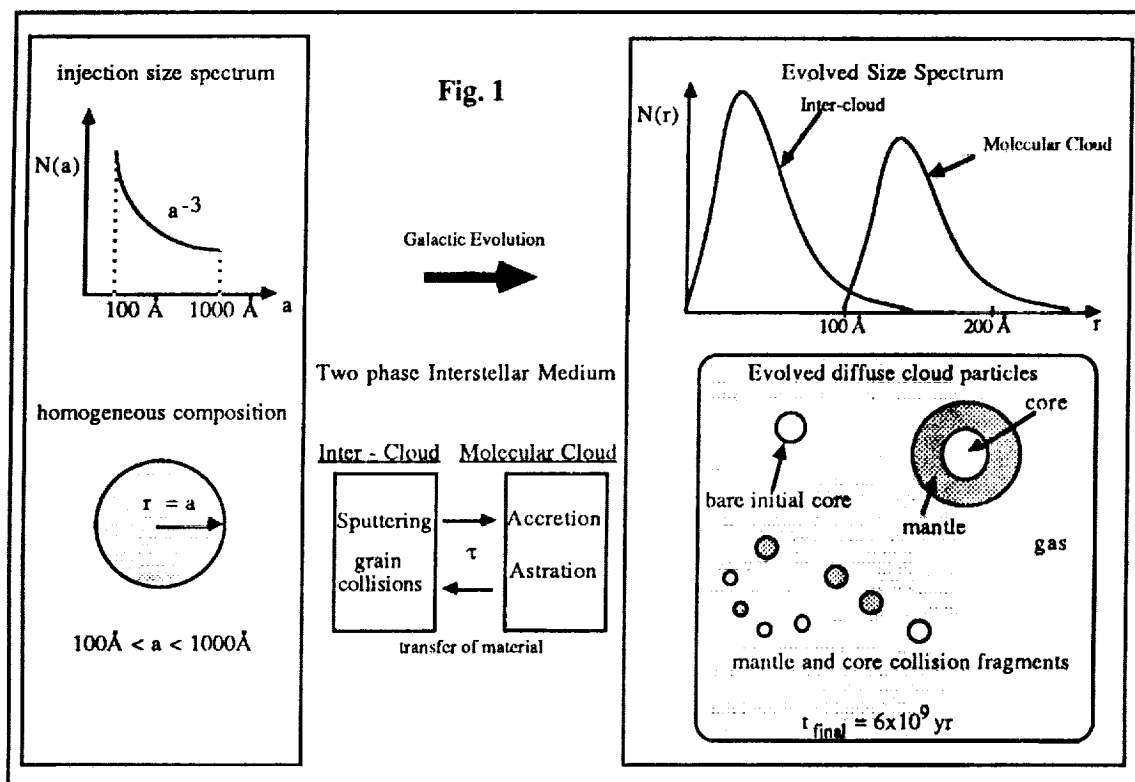 injection size spectrum
N(a)
a-3
100 Å
1000 Å
a
homogeneous composition
r = a
100Å < a < 1000Å
Fig. 1
Galactic Evolution
Two phase Interstellar Medium
Inter - Cloud
Molecular Cloud
Sputtering
grain
collisions
τ
Accretion
Astration
transfer of material
Evolved Size Spectrum
N(r)
Inter-cloud
Molecular Cloud
100 Å
200 Å
r
Evolved diffuse cloud particles
core
bare initial core
mantle
gas
mantle and core collision fragments
t final = 6x10⁹ yr